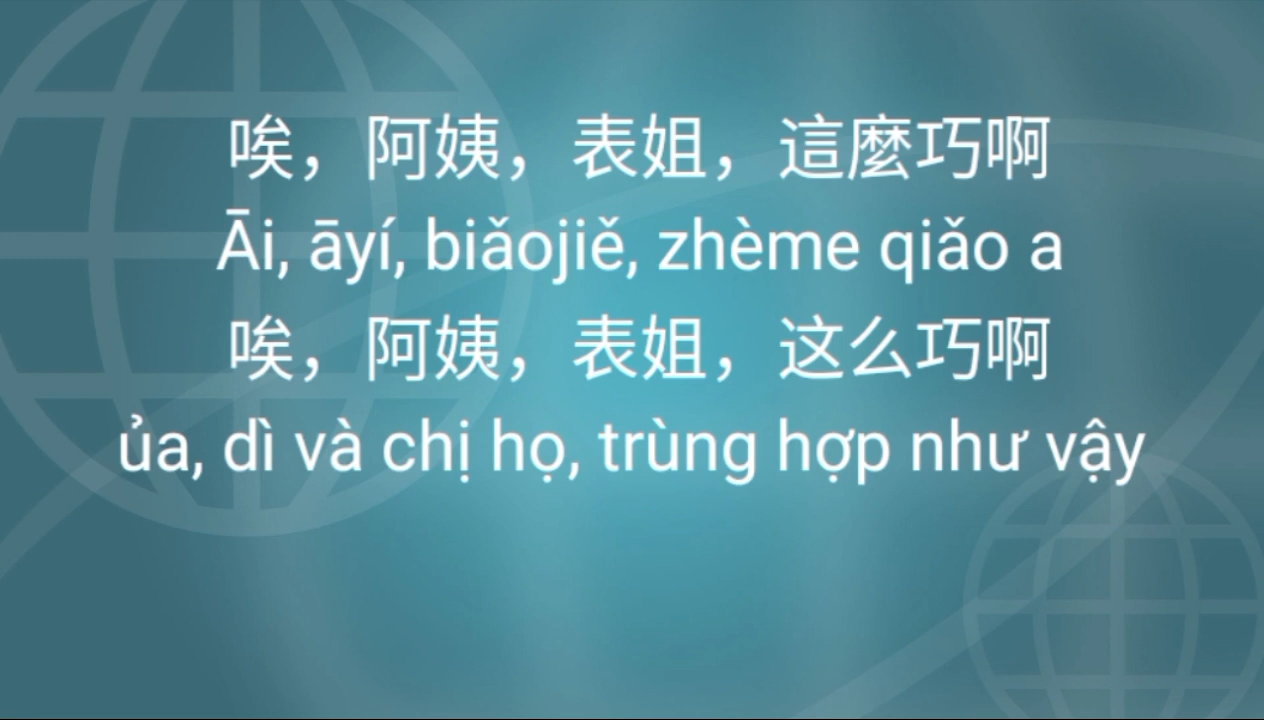 唉，阿姨，表姐，這麼巧啊
Āi, āyí, biǎojiě, zhème qiǎo a
唉，阿姨，表姐，这么巧啊
ủa, dì và chị họ, trùng hợp như vậy